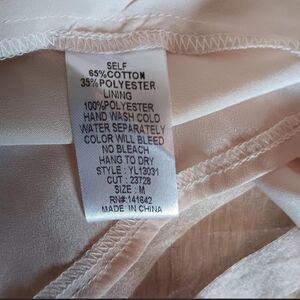 SELF
65%COTTON
35%POLYESTER
LINING
100%POLYESTER
HAND WASH COLD
WATER SEPARATELY
COLOR WILL BLEED
NO BLEACH
HANG TO DRY
STYLE : YL13031
CUT : 23728
SIZE : M
RN#:141642
MADE IN CHINA